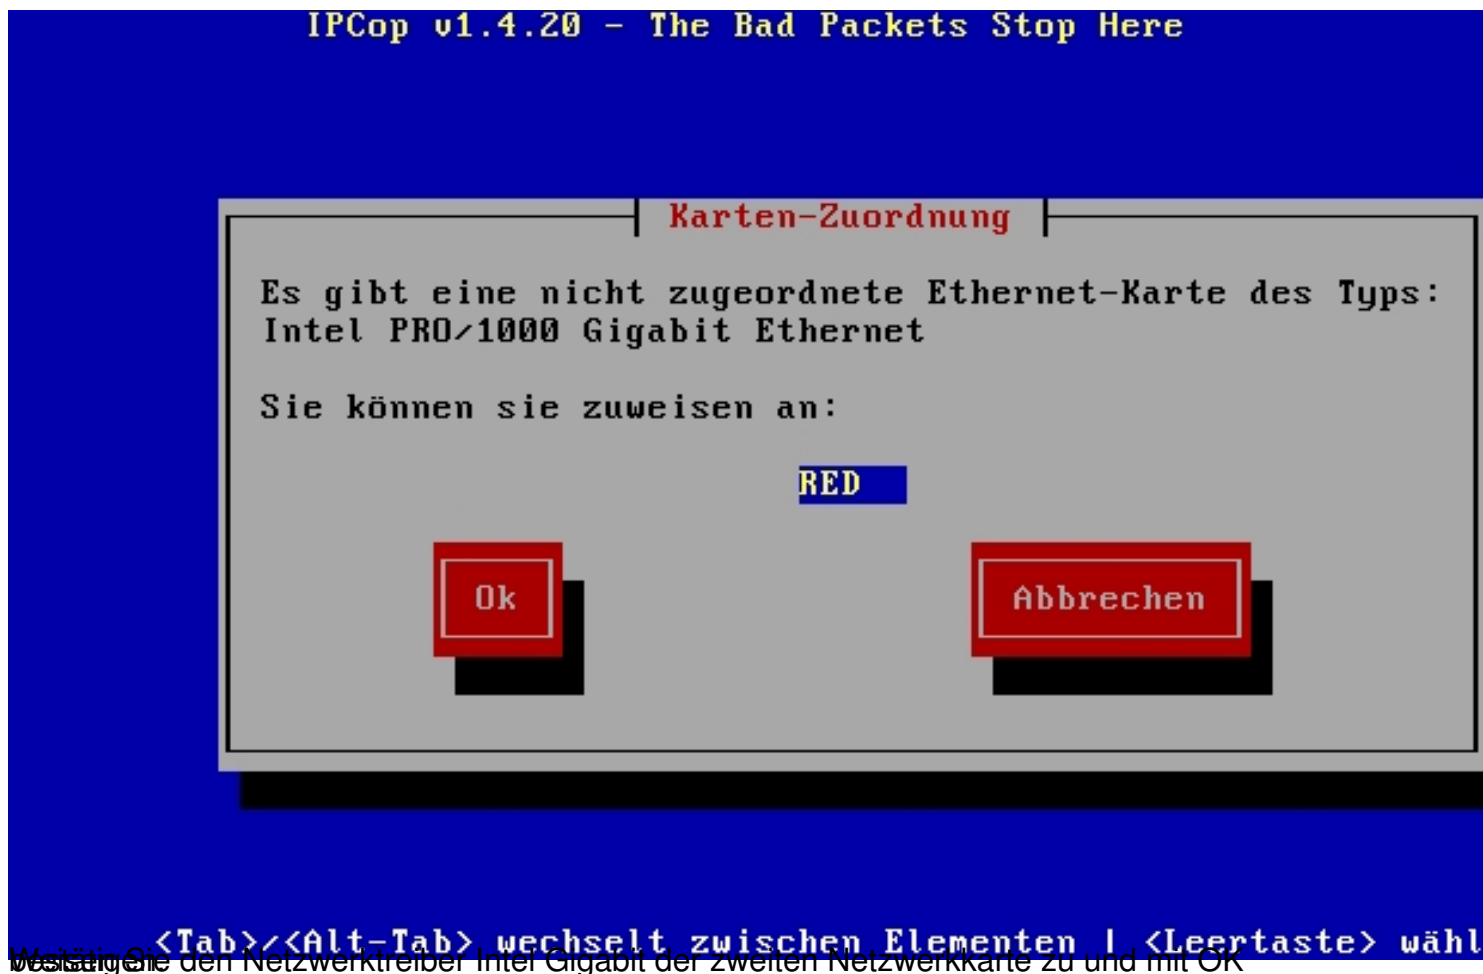 IPCop v1.4.20 - The Bad Packets Stop Here
Karten-Zuordnung
Es gibt eine nicht zugeordnete Ethernet-Karte des Typs:
Intel PRO/1000 Gigabit Ethernet
Sie können sie zuweisen an:
RED
Ok
Abbrechen
<Tab>/<Alt-Tab> wechselt zwischen Elementen | <Leertaste> wähl
den Netzwerktreiber Intel Gigabit der zweiten Netzwerkkarte zu und mit OK